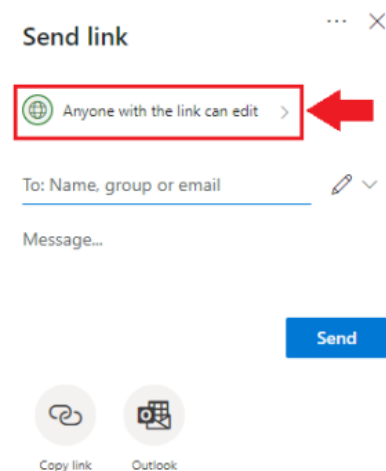 Send link
Anyone with the link can edit
To: Name, group or email
Message...
Send
Copy link
Outlook